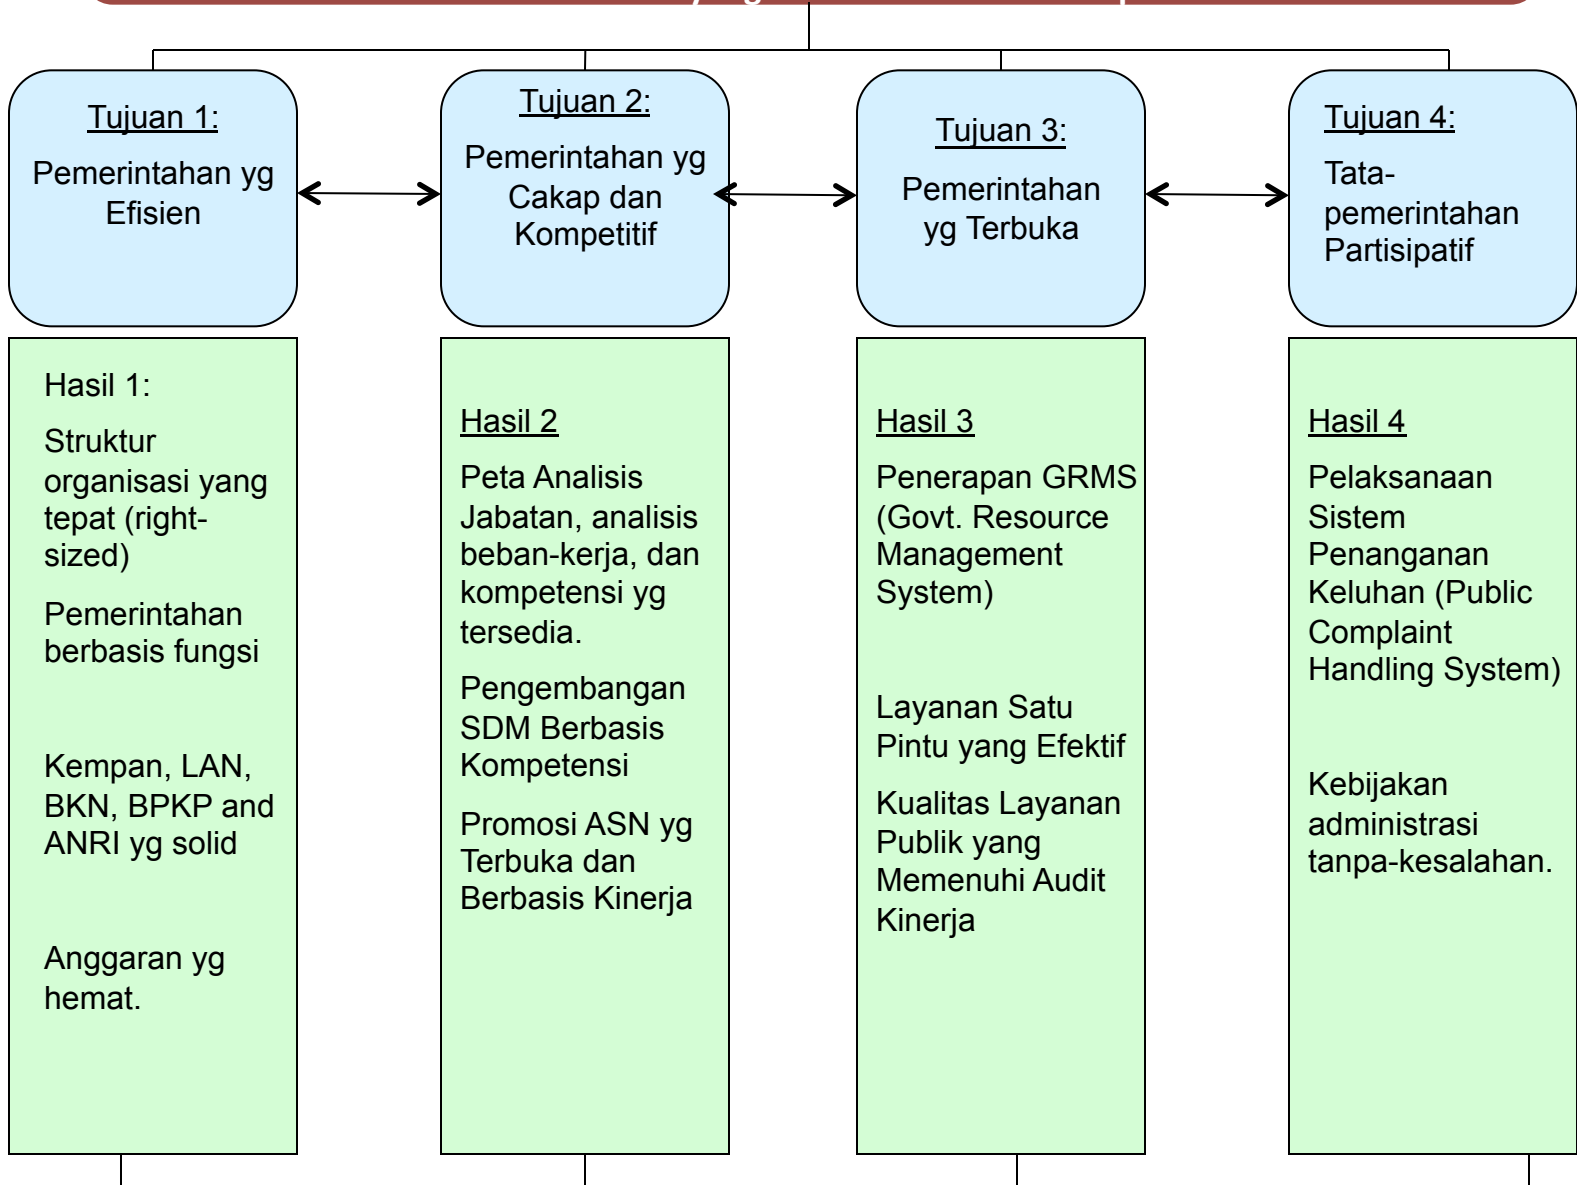 Tujuan 1:
Pemerintahan yg
Efisien
Tujuan 2:
Pemerintahan yg
Cakap dan
Kompetitif
Tujuan 3:
Pemerintahan
yg Terbuka
Tujuan 4:
Tata-
pemerintahan
Partisipatif
Hasil 1:
Struktur
organisasi yang
tepat (right-
sized)
Pemerintahan
berbasis fungsi
Kempan, LAN,
BKN, BPKP and
ANRI yg solid
Anggaran yg
hemat.
Hasil 2
Peta Analisis
Jabatan, analisis
beban-kerja, dan
kompetensi yg
tersedia.
Pengembangan
SDM Berbasis
Kompetensi
Promosi ASN yg
Terbuka dan
Berbasis Kinerja
Hasil 3
Penerapan GRMS
(Govt. Resource
Management
System)
Layanan Satu
Pintu yang Efektif
Kualitas Layanan
Publik yang
Memenuhi Audit
Kinerja
Hasil 4
Pelaksanaan
Sistem
Penanganan
Keluhan (Public
Complaint
Handling System)
Kebijakan
administrasi
tanpa-kesalahan.